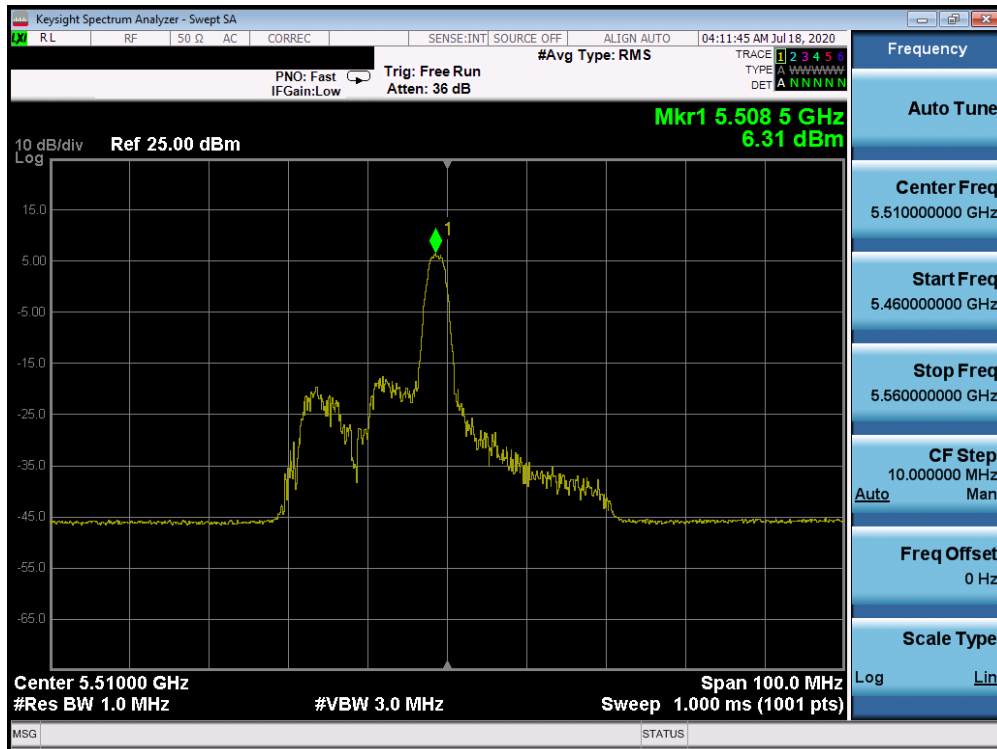 Keysight Spectrum Analyzer - Swept SA
LXI RL RF 50 Ω AC CORREC SENSE:INT SOURCE OFF ALIGN AUTO 04:11:45 AM Jul 18, 2020
#Avg Type: RMS
TRACE 1 2 3 4 5 6
TYPE A WWWWW
DET A N N N N N
PNO: Fast
IFGain:Low
Trig: Free Run
Atten: 36 dB
Mkr1 5.508 5 GHz
6.31 dBm
10 dB/div Ref 25.00 dBm
Log
15.0
5.00
-5.00
-15.0
-25.0
-35.0
-45.0
-55.0
-65.0
1
Center 5.51000 GHz
Span 100.0 MHz
#Res BW 1.0 MHz
#VBW 3.0 MHz
Sweep 1.000 ms (1001 pts)
MSG
STATUS
Frequency
Auto Tune
Center Freq
5.510000000 GHz
Start Freq
5.460000000 GHz
Stop Freq
5.560000000 GHz
CF Step
10.000000 MHz
Auto Man
Freq Offset
0 Hz
Scale Type
Log Lin